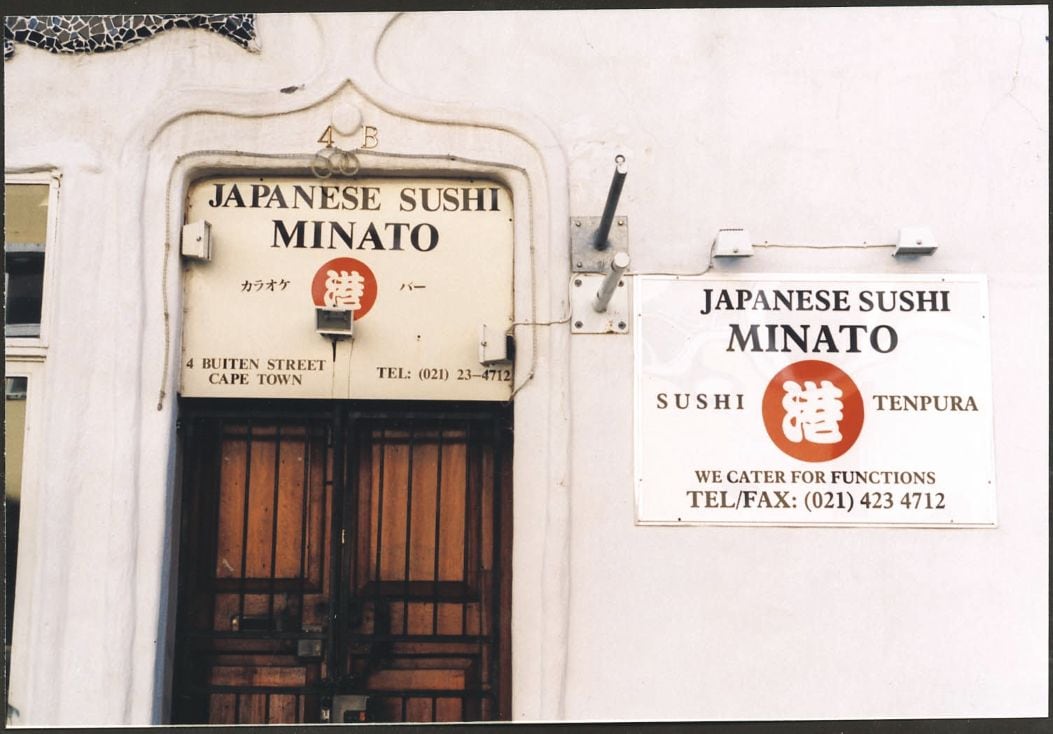 4 B
JAPANESE SUSHI
MINATO
カラオケ 港 バー
4 BUITEN STREET
CAPE TOWN
TEL: (021) 23-4712
JAPANESE SUSHI
MINATO
SUSHI 港 TENPURA
WE CATER FOR FUNCTIONS
TEL/FAX: (021) 423 4712